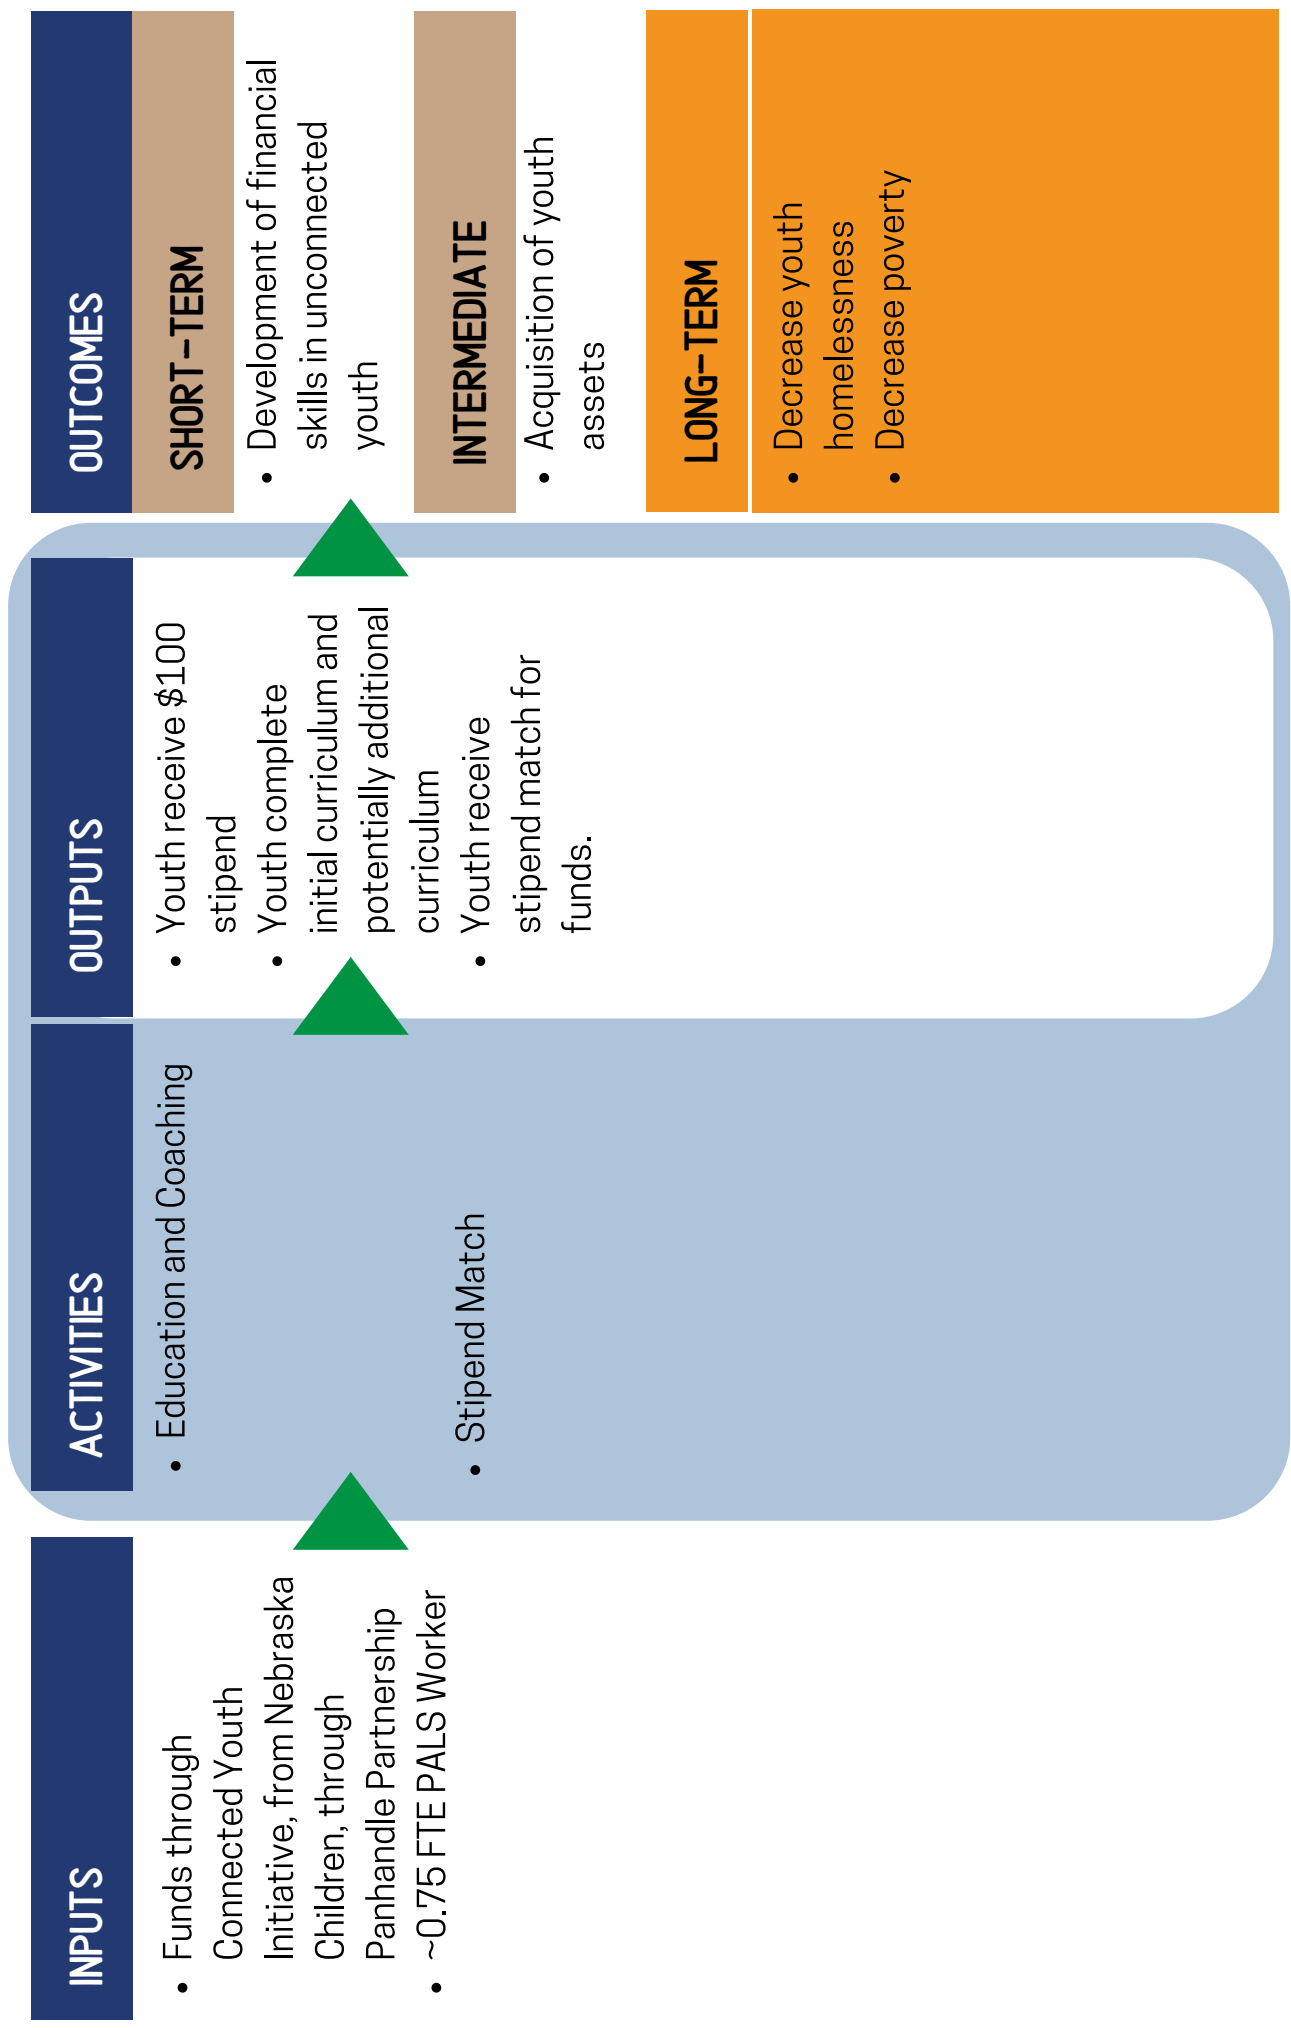 INPUTS
• Funds through
Connected Youth
Initiative, from Nebraska
Children, through
Panhandle Partnership
• ~0.75 FTE PALS Worker
ACTIVITIES
• Education and Coaching
• Stipend Match
OUTPUTS
• Youth receive $100
stipend
• Youth complete
initial curriculum and
potentially additional
curriculum
• Youth receive
stipend match for
funds.
OUTCOMES
SHORT-TERM
• Development of financial
skills in unconnected
youth
INTERMEDIATE
• Acquisition of youth
assets
LONG-TERM
• Decrease youth
homelessness
• Decrease poverty